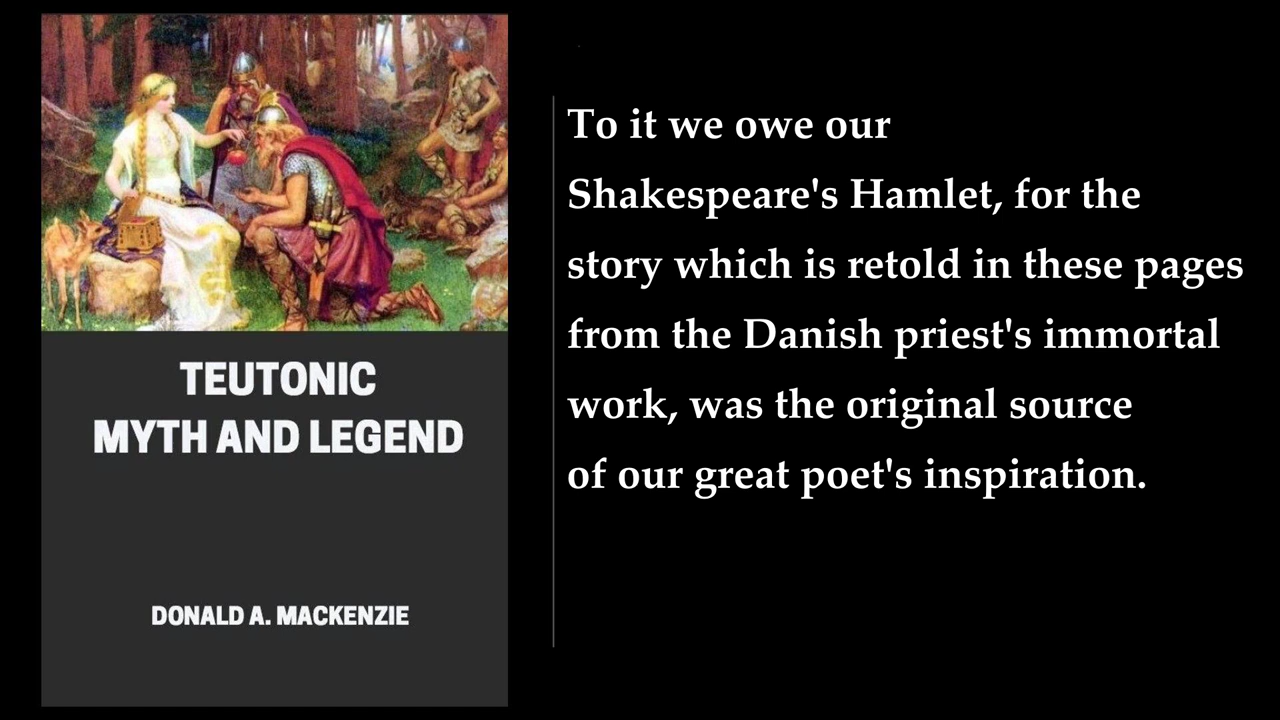 TEUTONIC
MYTH AND LEGEND
DONALD A. MACKENZIE
To it we owe our
Shakespeare's Hamlet, for the
story which is retold in these pages
from the Danish priest's immortal
work, was the original source
of our great poet's inspiration.